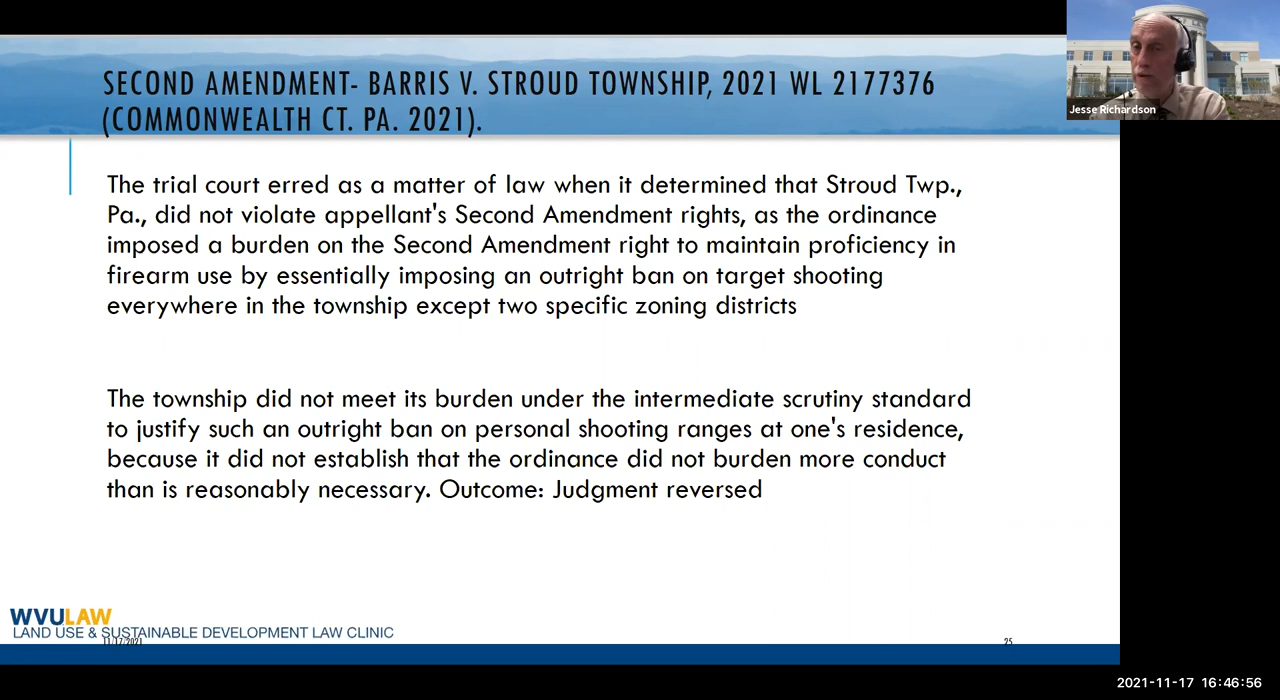 SECOND AMENDMENT- BARRIS V. STROUD TOWNSHIP, 2021 WL 2177376
(COMMONWEALTH CT. PA. 2021).
Jesse Richardson
The trial court erred as a matter of law when it determined that Stroud Twp.,
Pa., did not violate appellant's Second Amendment rights, as the ordinance
imposed a burden on the Second Amendment right to maintain proficiency in
firearm use by essentially imposing an outright ban on target shooting
everywhere in the township except two specific zoning districts
The township did not meet its burden under the intermediate scrutiny standard
to justify such an outright ban on personal shooting ranges at one's residence,
because it did not establish that the ordinance did not burden more conduct
than is reasonably necessary. Outcome: Judgment reversed
WVULAW
LAND USE & SUSTAINABLE DEVELOPMENT LAW CLINIC
11/17/2021
25
2021-11-17 16:46:56